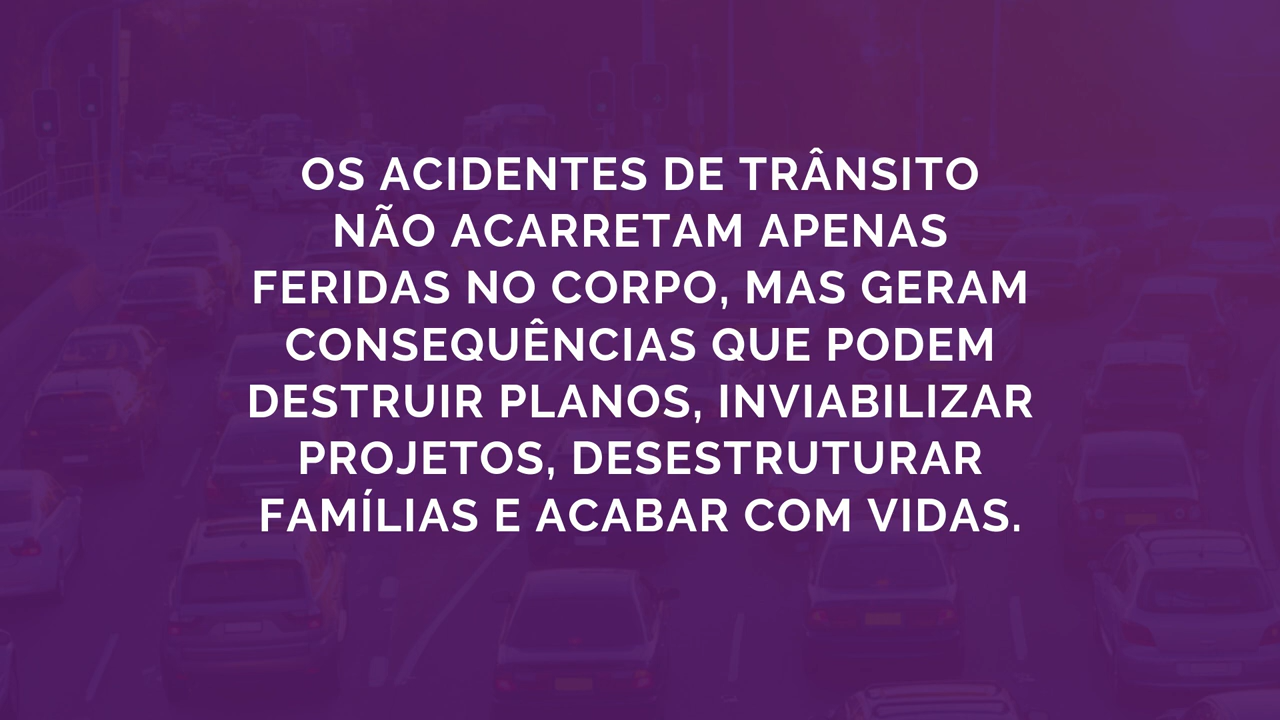 OS ACIDENTES DE TRÂNSITO
NÃO ACARRETAM APENAS
FERIDAS NO CORPO, MAS GERAM
CONSEQUÊNCIAS QUE PODEM
DESTRUIR PLANOS, INVIABILIZAR
PROJETOS, DESESTRUTURAR
FAMÍLIAS E ACABAR COM VIDAS.